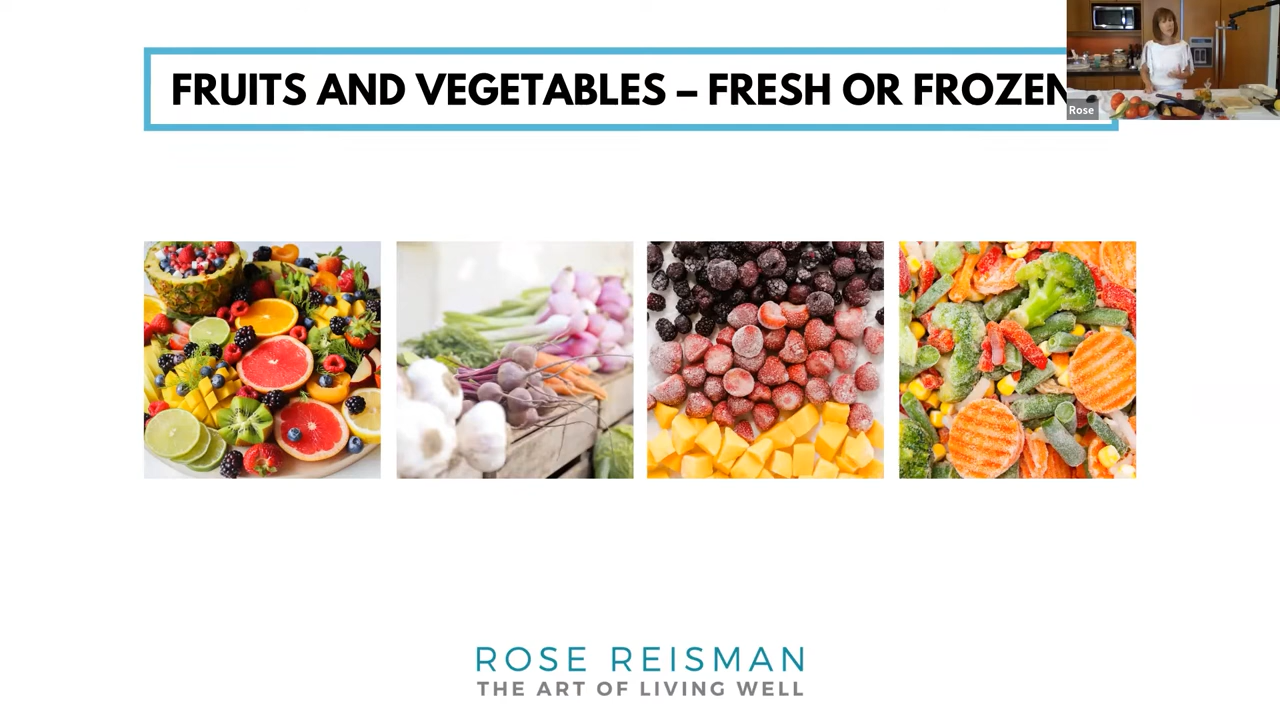 FRUITS AND VEGETABLES – FRESH OR FROZEN
Rose
ROSE REISMAN
THE ART OF LIVING WELL